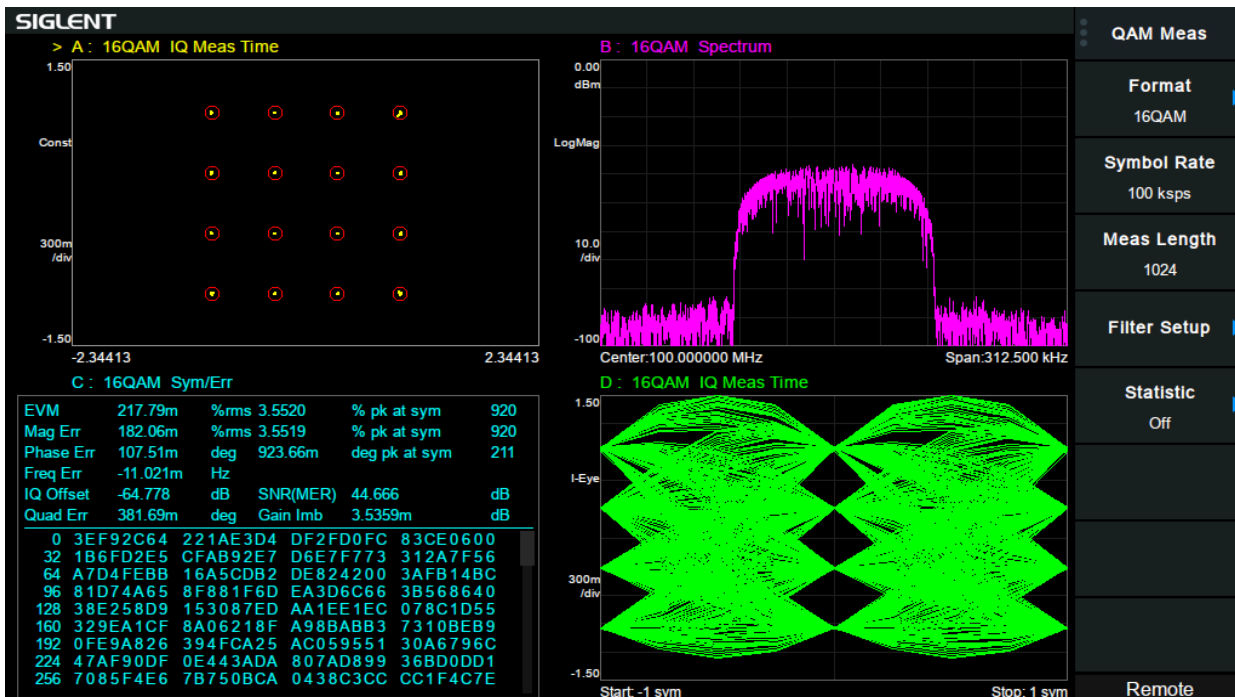 SIGLENT
> A : 16QAM IQ Meas Time
1.50
Const
300m
/div
-1.50
-2.34413
2.34413
B : 16QAM Spectrum
0.00
dBm
LogMag
10.0
/div
-100
Center:100.000000 MHz
Span:312.500 kHz
C : 16QAM Sym/Err
EVM 217.79m %rms 3.5520 % pk at sym 920
Mag Err 182.06m %rms 3.5519 % pk at sym 920
Phase Err 107.51m deg 923.66m deg pk at sym 211
Freq Err -11.021m Hz
IQ Offset -64.778 dB SNR(MER) 44.666 dB
Quad Err 381.69m deg Gain Imb 3.5359m dB
0 3EF92C64 221AE3D4 DF2FD0FC 83CE0600
32 1B6FD2E5 CFAB92E7 D6E7F773 312A7F56
64 A7D4FEBB 16A5CDB2 DE824200 3AFB14BC
96 81D74A65 8F881F6D EA3D6C66 3B568640
128 38E258D9 153087ED AA1EE1EC 078C1D55
160 329EA1CF 8A06218F A98BABB3 7310BEB9
192 0FE9A826 394FCA25 AC059551 30A6796C
224 47AF90DF 0E443ADA 807AD899 36BD0DD1
256 7085F4E6 7B750BCA 0438C3CC CC1F4C7E
D : 16QAM IQ Meas Time
1.50
I-Eye
300m
/div
-1.50
Start: -1 sym
Stop: 1 sym
QAM Meas
Format
16QAM
Symbol Rate
100 ksps
Meas Length
1024
Filter Setup
Statistic
Off
Remote